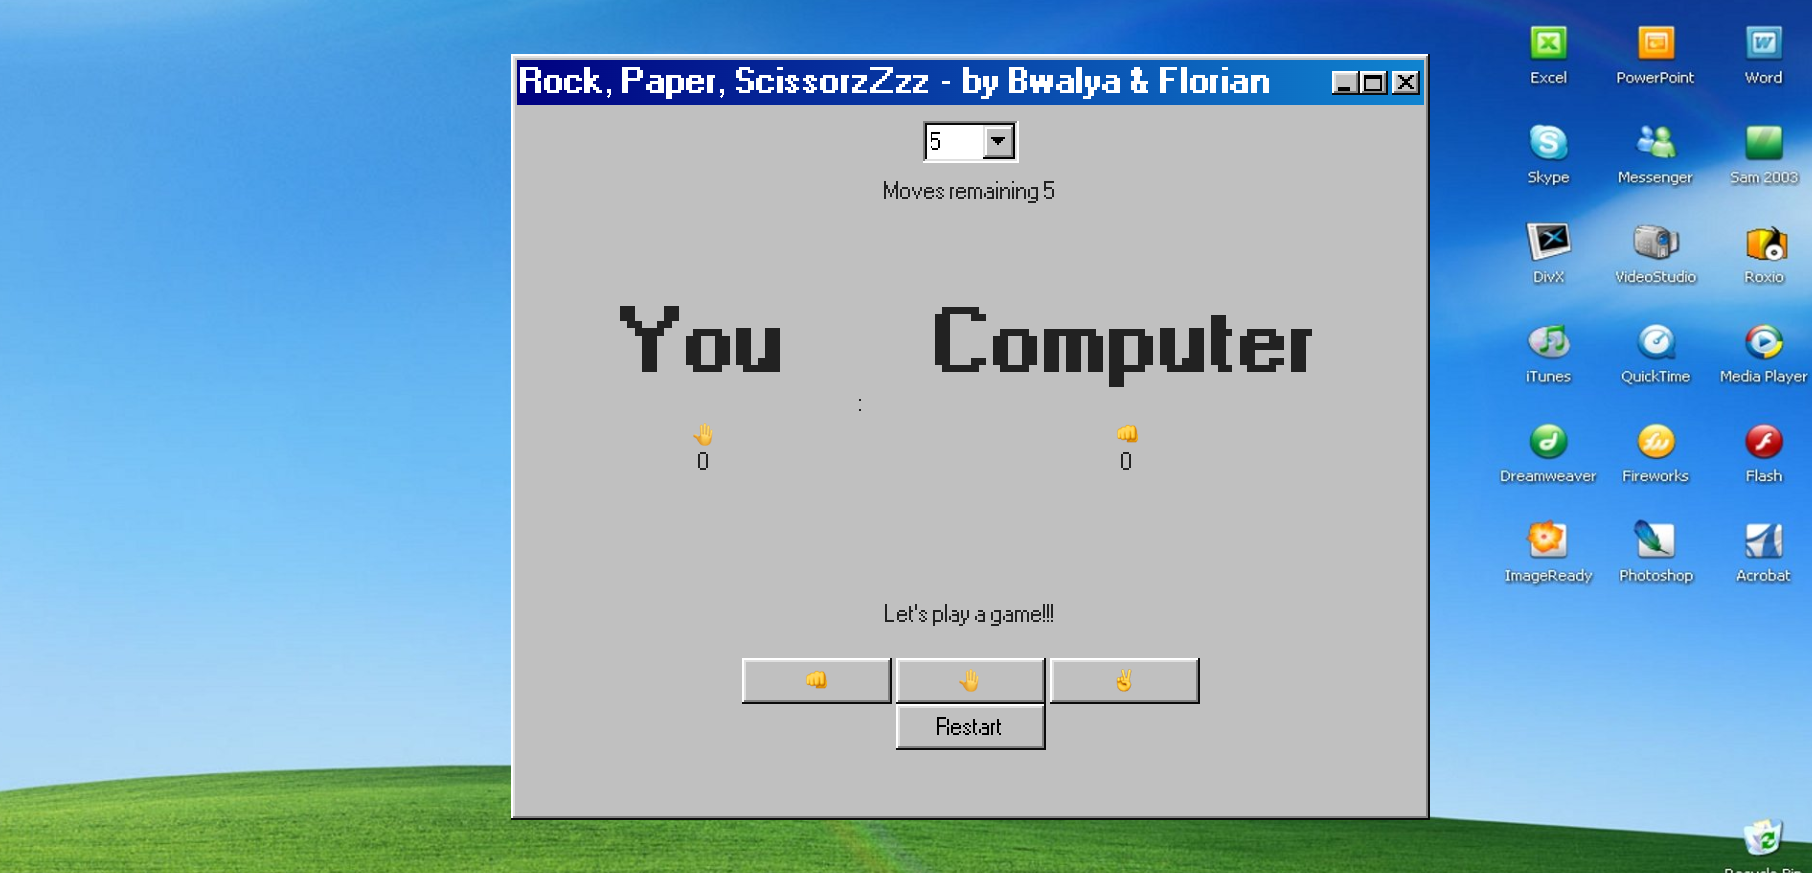 Rock, Paper, ScissorzZzz - by Bwalya & Florian
5
Moves remaining 5
You
Computer
:
0
0
Let's play a game!!!
Restart
Excel
PowerPoint
Word
Skype
Messenger
Sam 2003
DivX
VideoStudio
Roxio
iTunes
QuickTime
Media Player
Dreamweaver
Fireworks
Flash
ImageReady
Photoshop
Acrobat
Recycle Bin